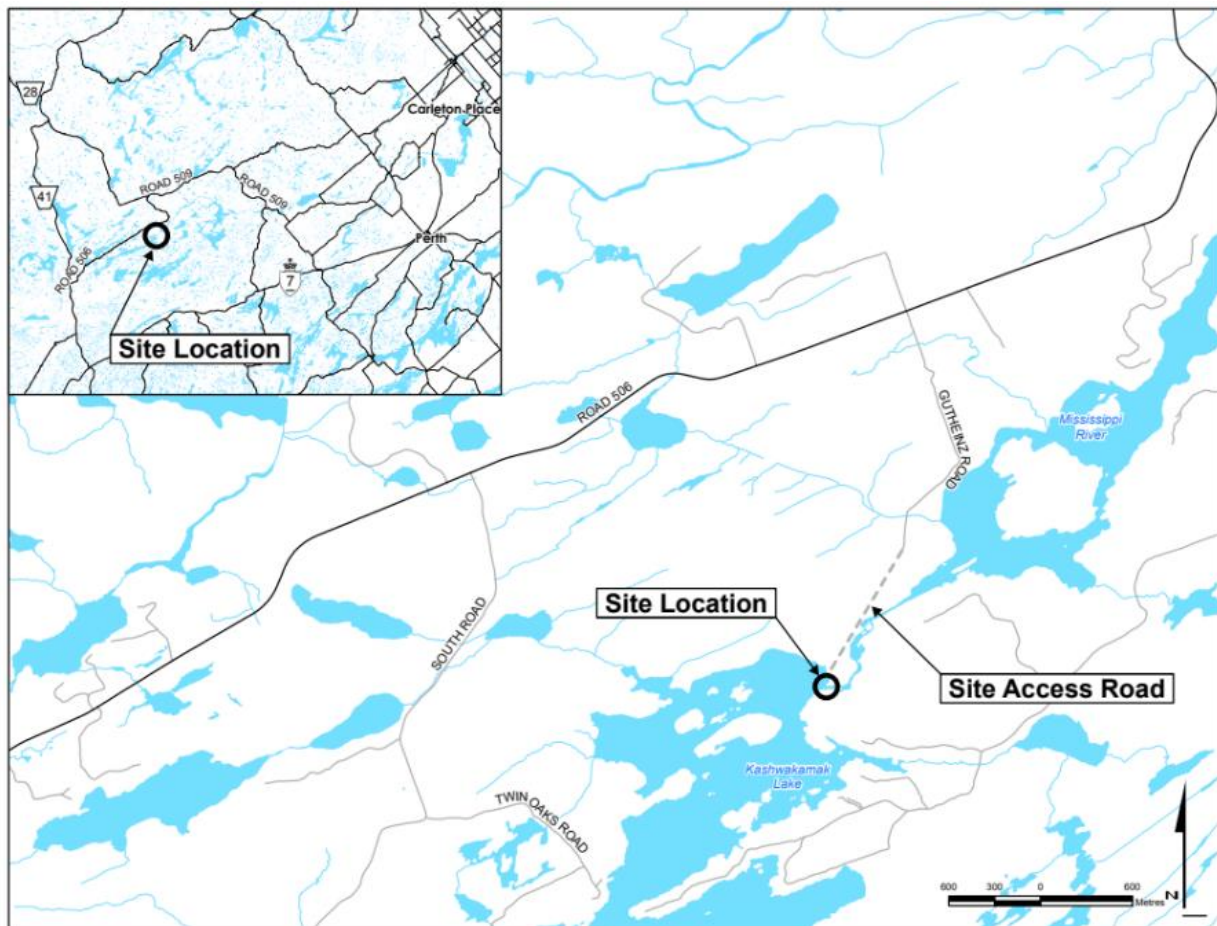 28
Carleton Place
41
ROAD 509
ROAD 509
Perth
ROAD 506
7
Site Location
ROAD 506
GUTHEINZ ROAD
Mississippi
River
Site Location
SOUTH ROAD
Site Access Road
Kashwakamak
Lake
TWIN OAKS ROAD
600 300 0 600
Metres
N